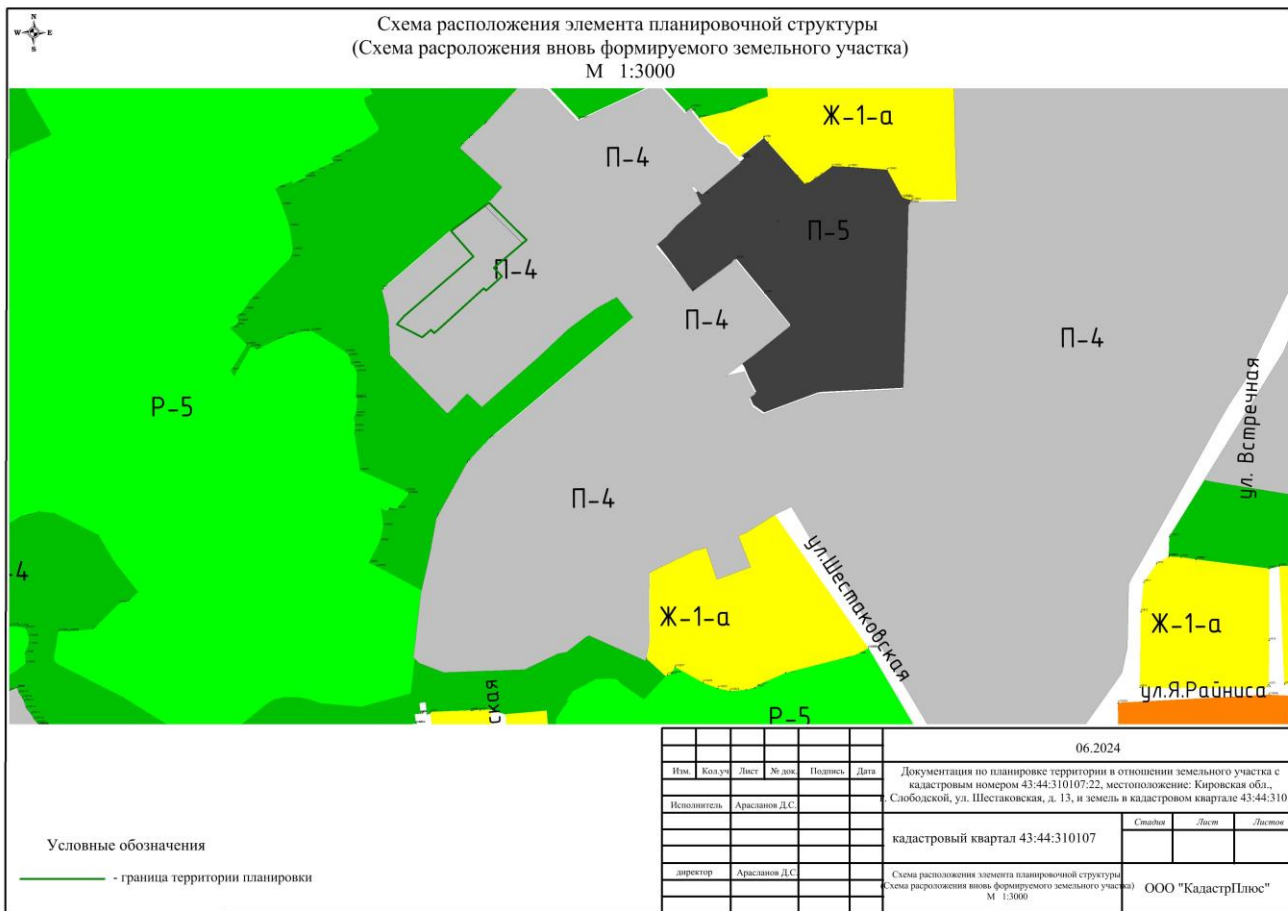 N
W E
S
Схема расположения элемента планировочной структуры
(Схема расроложения вновь формируемого земельного участка)
М 1:3000
Ж-1-а
П-4
П-5
П-4
П-4
П-4
ул. Встречная
Р-5
П-4
-4
ул.Шестаковская
Ж-1-а
Ж-1-а
ул.Я.Райниса
ская
Р-5
06.2024
Изм. Кол.уч Лист № док. Подпись Дата
Документация по планировке территории в отношении земельного участка с
кадастровым номером 43:44:310107:22, местоположение: Кировская обл.,
г. Слободской, ул. Шестаковская, д. 13, и земель в кадастровом квартале 43:44:310
Исполнитель Арасланов Д.С.
кадастровый квартал 43:44:310107
Стадия Лист Листов
Условные обозначения
- граница территории планировки
директор Арасланов Д.С.
Схема расположения элемента планировочной структуры
(Схема расроложения вновь формируемого земельного участка)
М 1:3000
ООО "КадастрПлюс"